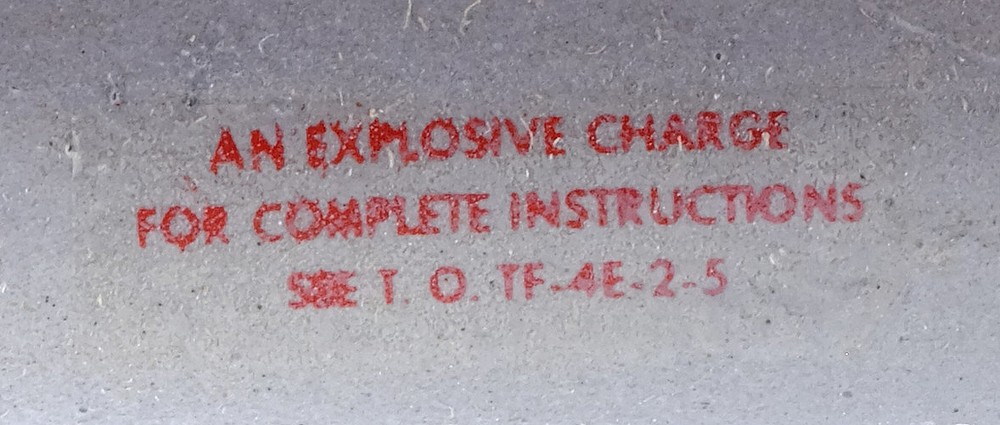 AN EXPLOSIVE CHARGE
FOR COMPLETE INSTRUCTIONS
SEE T. O. TF-4E-2-5